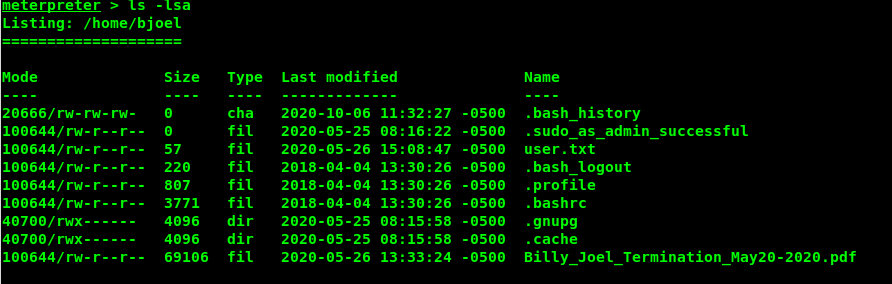 meterpreter > ls -lsa
Listing: /home/bjoel
====================
Mode Size Type Last modified Name
---- ---- ---- ------------- ----
20666/rw-rw-rw- 0 cha 2020-10-06 11:32:27 -0500 .bash_history
100644/rw-r--r-- 0 fil 2020-05-25 08:16:22 -0500 .sudo_as_admin_successful
100644/rw-r--r-- 57 fil 2020-05-26 15:08:47 -0500 user.txt
100644/rw-r--r-- 220 fil 2018-04-04 13:30:26 -0500 .bash_logout
100644/rw-r--r-- 807 fil 2018-04-04 13:30:26 -0500 .profile
100644/rw-r--r-- 3771 fil 2018-04-04 13:30:26 -0500 .bashrc
40700/rwx------ 4096 dir 2020-05-25 08:15:58 -0500 .gnupg
40700/rwx------ 4096 dir 2020-05-25 08:15:58 -0500 .cache
100644/rw-r--r-- 69106 fil 2020-05-26 13:33:24 -0500 Billy_Joel_Termination_May20-2020.pdf